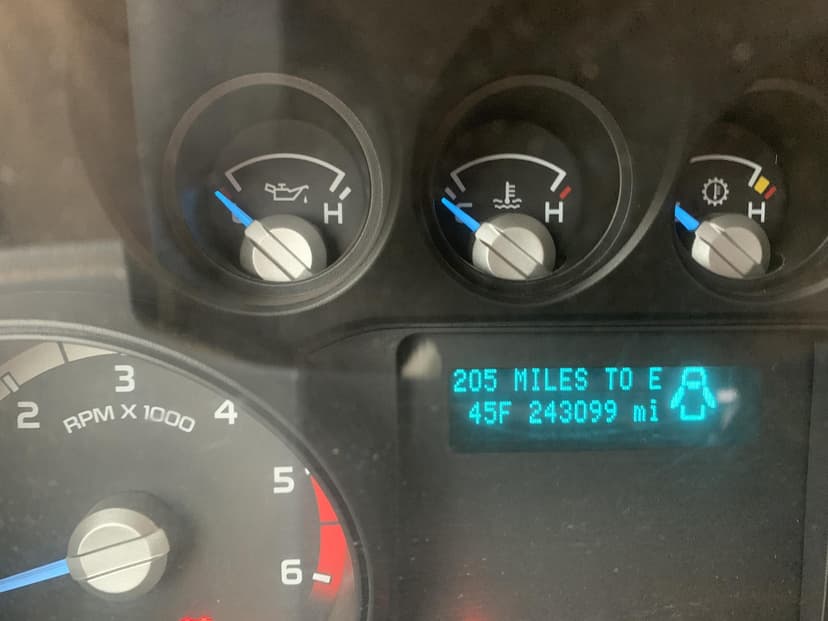 H
H
H
205 MILES TO E
45F 243099 mi
2
3
4
5
6
RPM X 1000